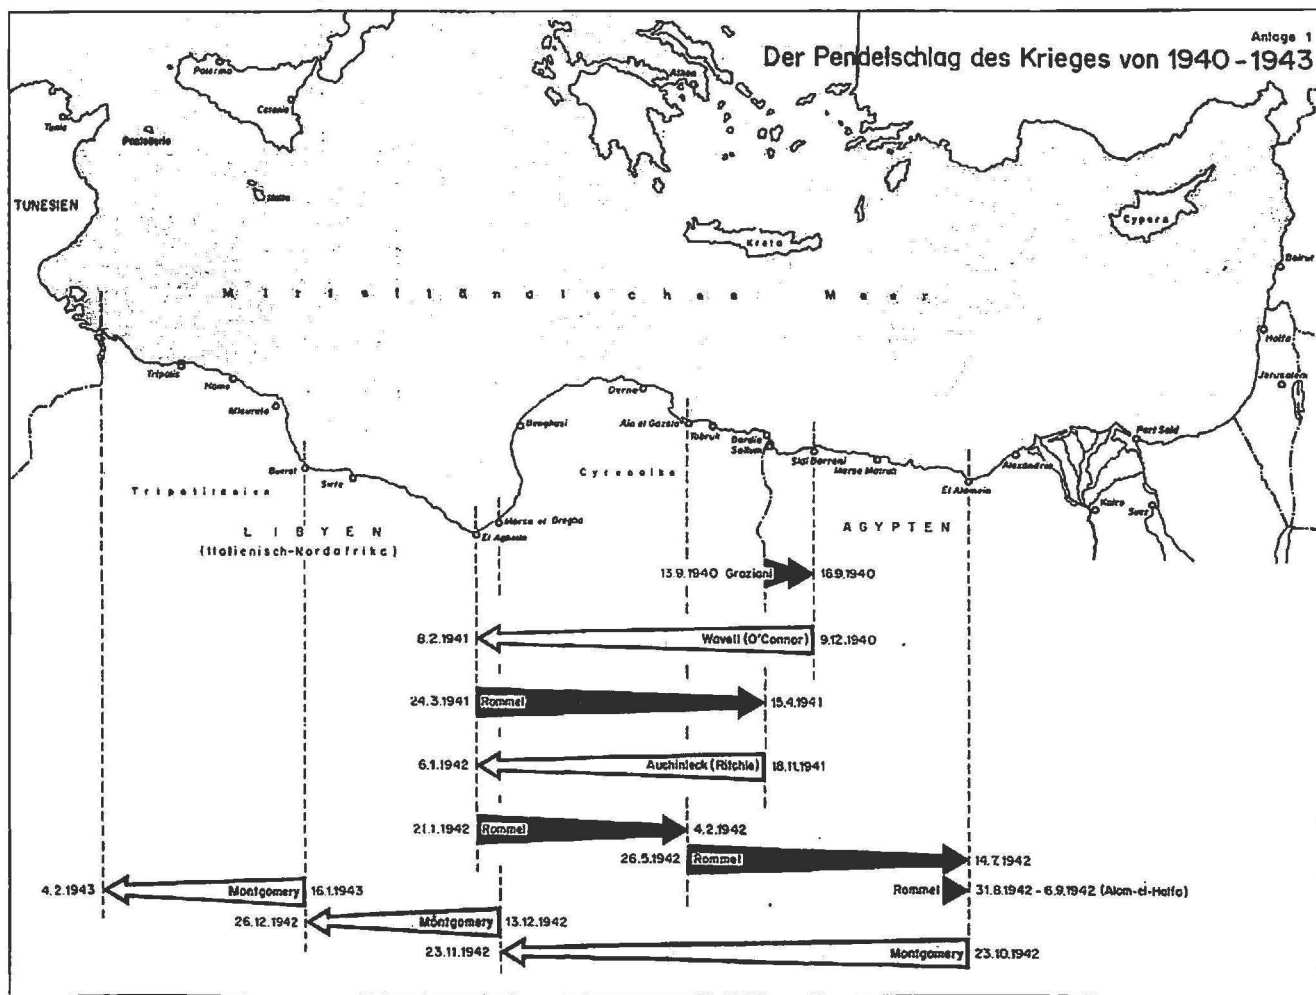 Anlage 1
Der Pendelschlag des Krieges von 1940-1943
Palermo
Catania
Athen
Tunis
Pantelleria
Malta
TUNESIEN
Kreta
Cypern
Beirut
Mittelländisches Meer
Haifa
Jerusalem
Tripolis
Homs
Misurata
Derna
Benghasi
Ain el Gazala
Tobruk
Bardia
Sollum
Sidi Barrani
Marsa Matruh
El Alamein
Alexandria
Port Said
Kairo
Suez
Buerat
Sirte
Cyrenaika
Tripolitanien
Marsa el Bregha
El Agheila
LIBYEN
(Italienisch-Nordafrika)
ÄGYPTEN
13.9.1940 Graziani 16.9.1940
8.2.1941 Wavell (O'Connor) 9.12.1940
24.3.1941 Rommel 15.4.1941
6.1.1942 Auchinleck (Ritchie) 18.11.1941
21.1.1942 Rommel 4.2.1942
26.5.1942 Rommel 14.7.1942
4.2.1943 Montgomery 16.1.1943
Rommel 31.8.1942 - 6.9.1942 (Alam-el-Halfa)
26.12.1942 Montgomery 13.12.1942
23.11.1942 Montgomery 23.10.1942